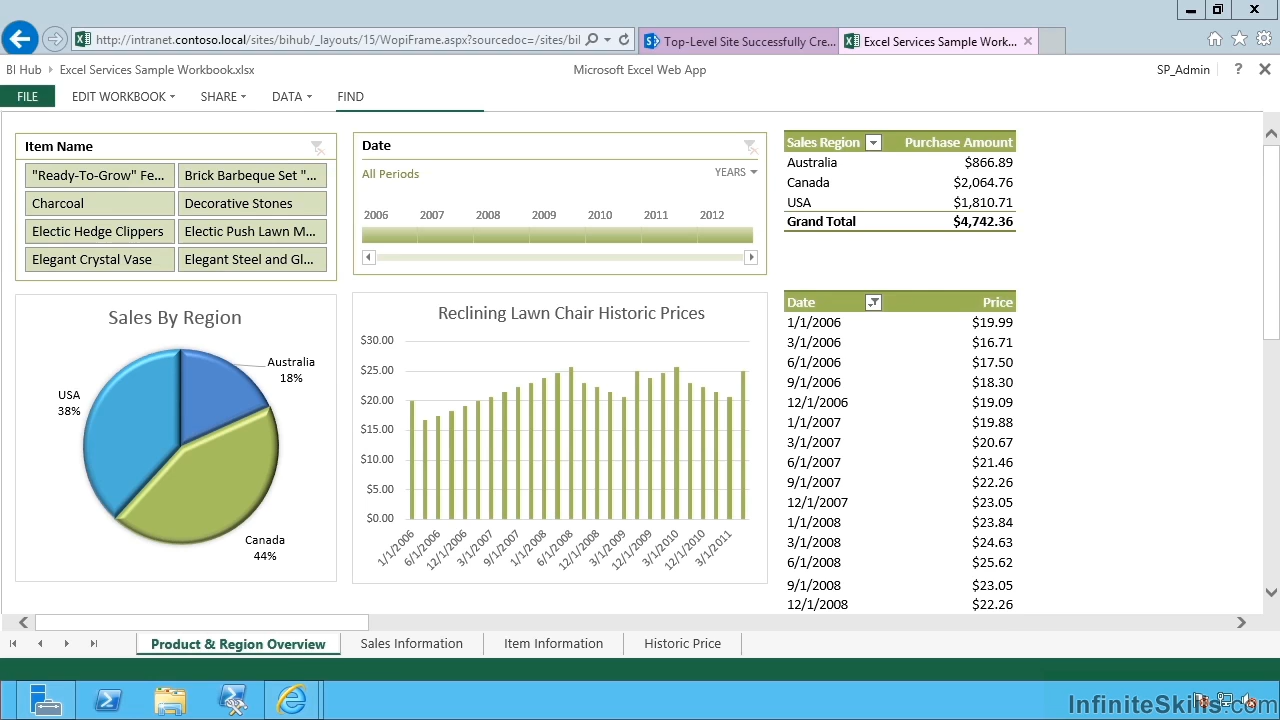 http://intranet.contoso.local/sites/bihub/_layouts/15/WopiFrame.aspx?sourcedoc=/sites/bil
Top-Level Site Successfully Cre...
Excel Services Sample Work...
BI Hub
Excel Services Sample Workbook.xlsx
Microsoft Excel Web App
SP_Admin
?
FILE
EDIT WORKBOOK
SHARE
DATA
FIND
Item Name
"Ready-To-Grow" Fe...
Brick Barbeque Set "...
Charcoal
Decorative Stones
Electic Hedge Clippers
Electic Push Lawn M...
Elegant Crystal Vase
Elegant Steel and Gl...
Date
All Periods
YEARS
2006 2007 2008 2009 2010 2011 2012
Sales Region Purchase Amount
Australia $866.89
Canada $2,064.76
USA $1,810.71
Grand Total $4,742.36
Sales By Region
Australia
18%
USA
38%
Canada
44%
Reclining Lawn Chair Historic Prices
$30.00
$25.00
$20.00
$15.00
$10.00
$5.00
$0.00
1/1/2006 6/1/2006 12/1/2006 3/1/2007 9/1/2007 1/1/2008 6/1/2008 12/1/2008 3/1/2009 12/1/2009 3/1/2010 12/1/2010 3/1/2011
Date Price
1/1/2006 $19.99
3/1/2006 $16.71
6/1/2006 $17.50
9/1/2006 $18.30
12/1/2006 $19.09
1/1/2007 $19.88
3/1/2007 $20.67
6/1/2007 $21.46
9/1/2007 $22.26
12/1/2007 $23.05
1/1/2008 $23.84
3/1/2008 $24.63
6/1/2008 $25.62
9/1/2008 $23.05
12/1/2008 $22.26
Product & Region Overview
Sales Information
Item Information
Historic Price
InfiniteSkills.com